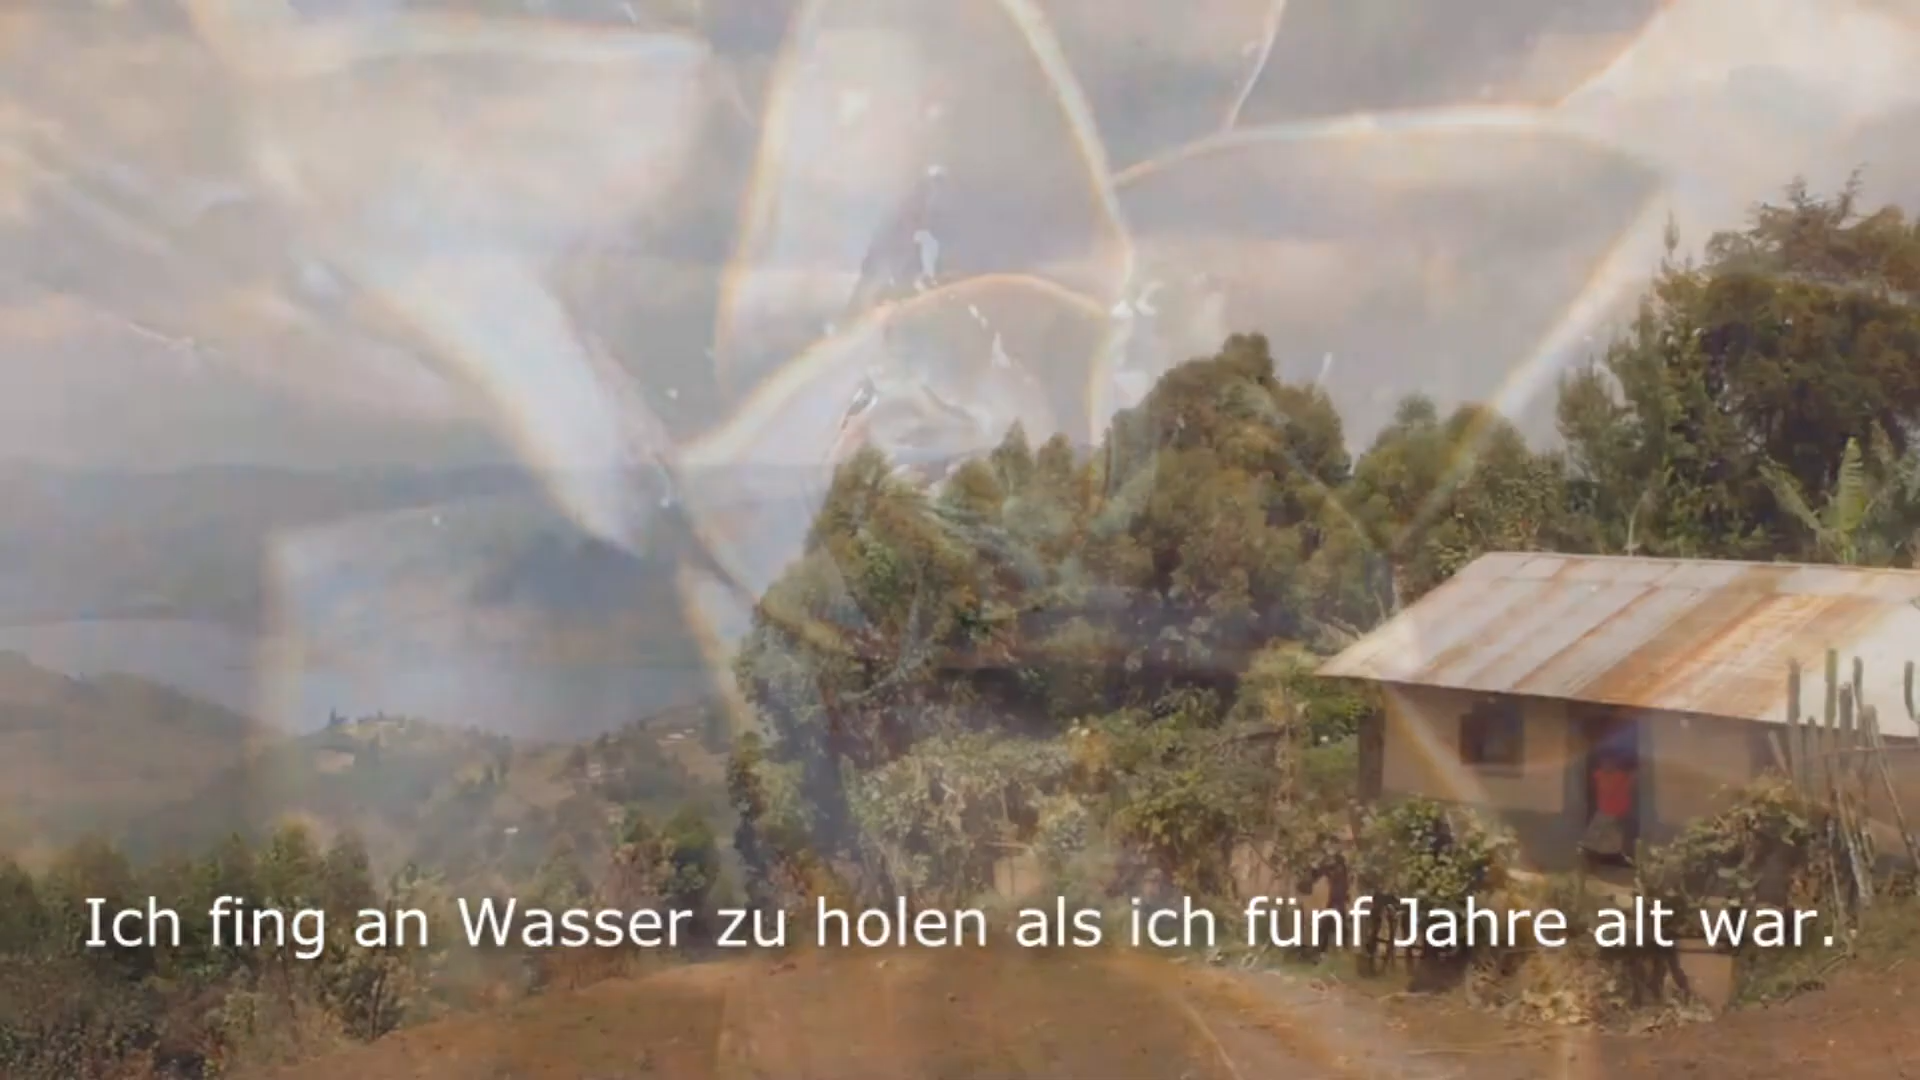 Ich fing an Wasser zu holen als ich fünf Jahre alt war.